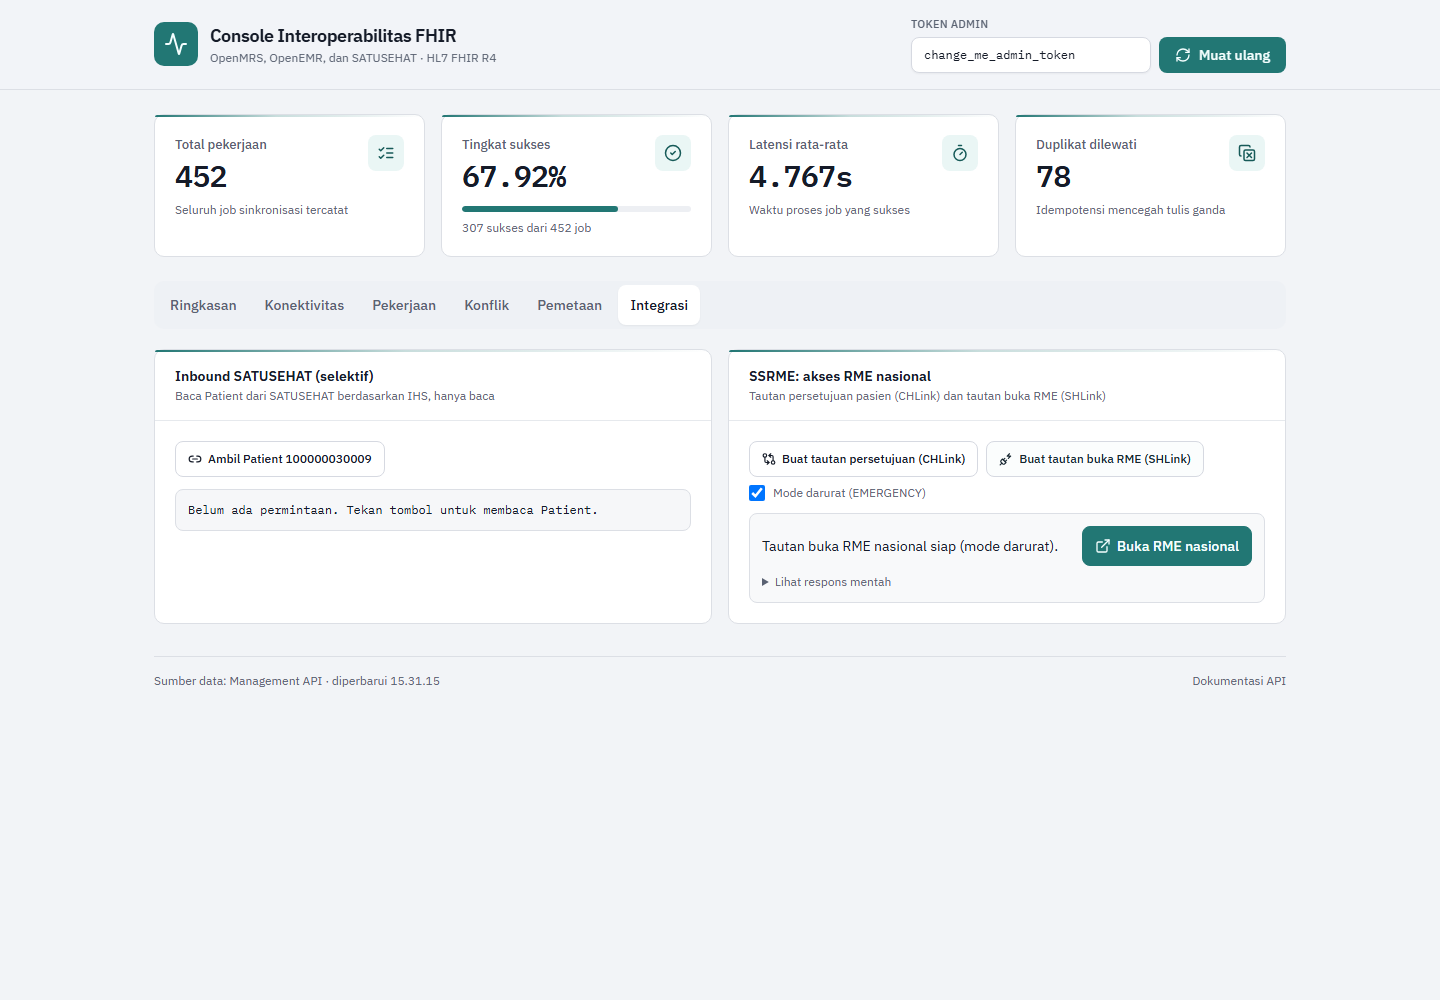 Console Interoperabilitas FHIR
OpenMRS, OpenEMR, dan SATUSEHAT · HL7 FHIR R4
TOKEN ADMIN
change_me_admin_token
Muat ulang
Total pekerjaan
452
Seluruh job sinkronisasi tercatat
Tingkat sukses
67.92%
307 sukses dari 452 job
Latensi rata-rata
4.767s
Waktu proses job yang sukses
Duplikat dilewati
78
Idempotensi mencegah tulis ganda
Ringkasan Konektivitas Pekerjaan Konflik Pemetaan Integrasi
Inbound SATUSEHAT (selektif)
Baca Patient dari SATUSEHAT berdasarkan IHS, hanya baca
Ambil Patient 100000030009
Belum ada permintaan. Tekan tombol untuk membaca Patient.
SSRME: akses RME nasional
Tautan persetujuan pasien (CHLink) dan tautan buka RME (SHLink)
Buat tautan persetujuan (CHLink) Buat tautan buka RME (SHLink)
Mode darurat (EMERGENCY)
Tautan buka RME nasional siap (mode darurat). Buka RME nasional
Lihat respons mentah
Sumber data: Management API · diperbarui 15.31.15
Dokumentasi API